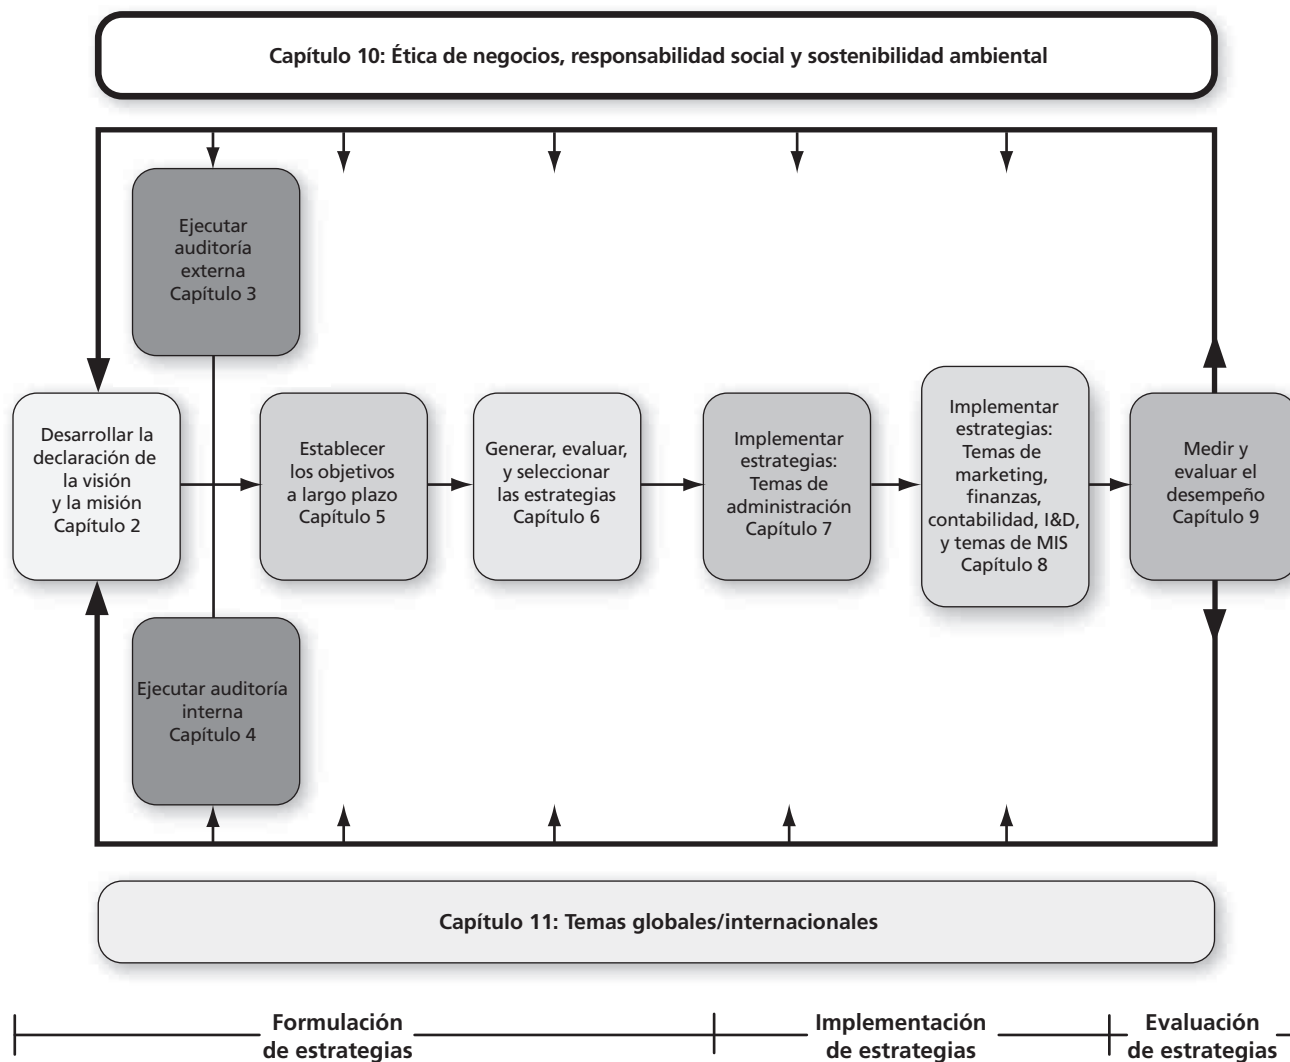 Capítulo 10: Ética de negocios, responsabilidad social y sostenibilidad ambiental
Ejecutar
auditoría
externa
Capítulo 3
Desarrollar la
declaración de
la visión
y la misión
Capítulo 2
Establecer
los objetivos
a largo plazo
Capítulo 5
Generar, evaluar,
y seleccionar
las estrategias
Capítulo 6
Implementar
estrategias:
Temas de
administración
Capítulo 7
Implementar
estrategias:
Temas de
marketing,
finanzas,
contabilidad, I&D,
y temas de MIS
Capítulo 8
Medir y
evaluar el
desempeño
Capítulo 9
Ejecutar auditoría
interna
Capítulo 4
Capítulo 11: Temas globales/internacionales
Formulación
de estrategias
Implementación
de estrategias
Evaluación
de estrategias